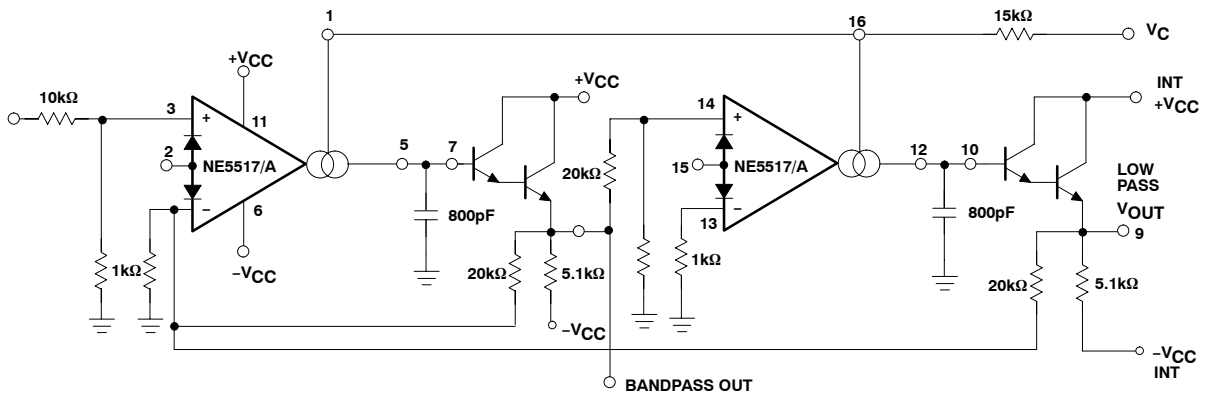 1
16
15kΩ
VC
+VCC
10kΩ
3
+
11
2
NE5517/A
–
6
–VCC
1kΩ
5
7
800pF
+VCC
20kΩ
5.1kΩ
–VCC
20kΩ
BANDPASS OUT
14
+
15
NE5517/A
–
13
1kΩ
12
10
800pF
INT
+VCC
LOW
PASS
VOUT
9
20kΩ
5.1kΩ
–VCC
INT